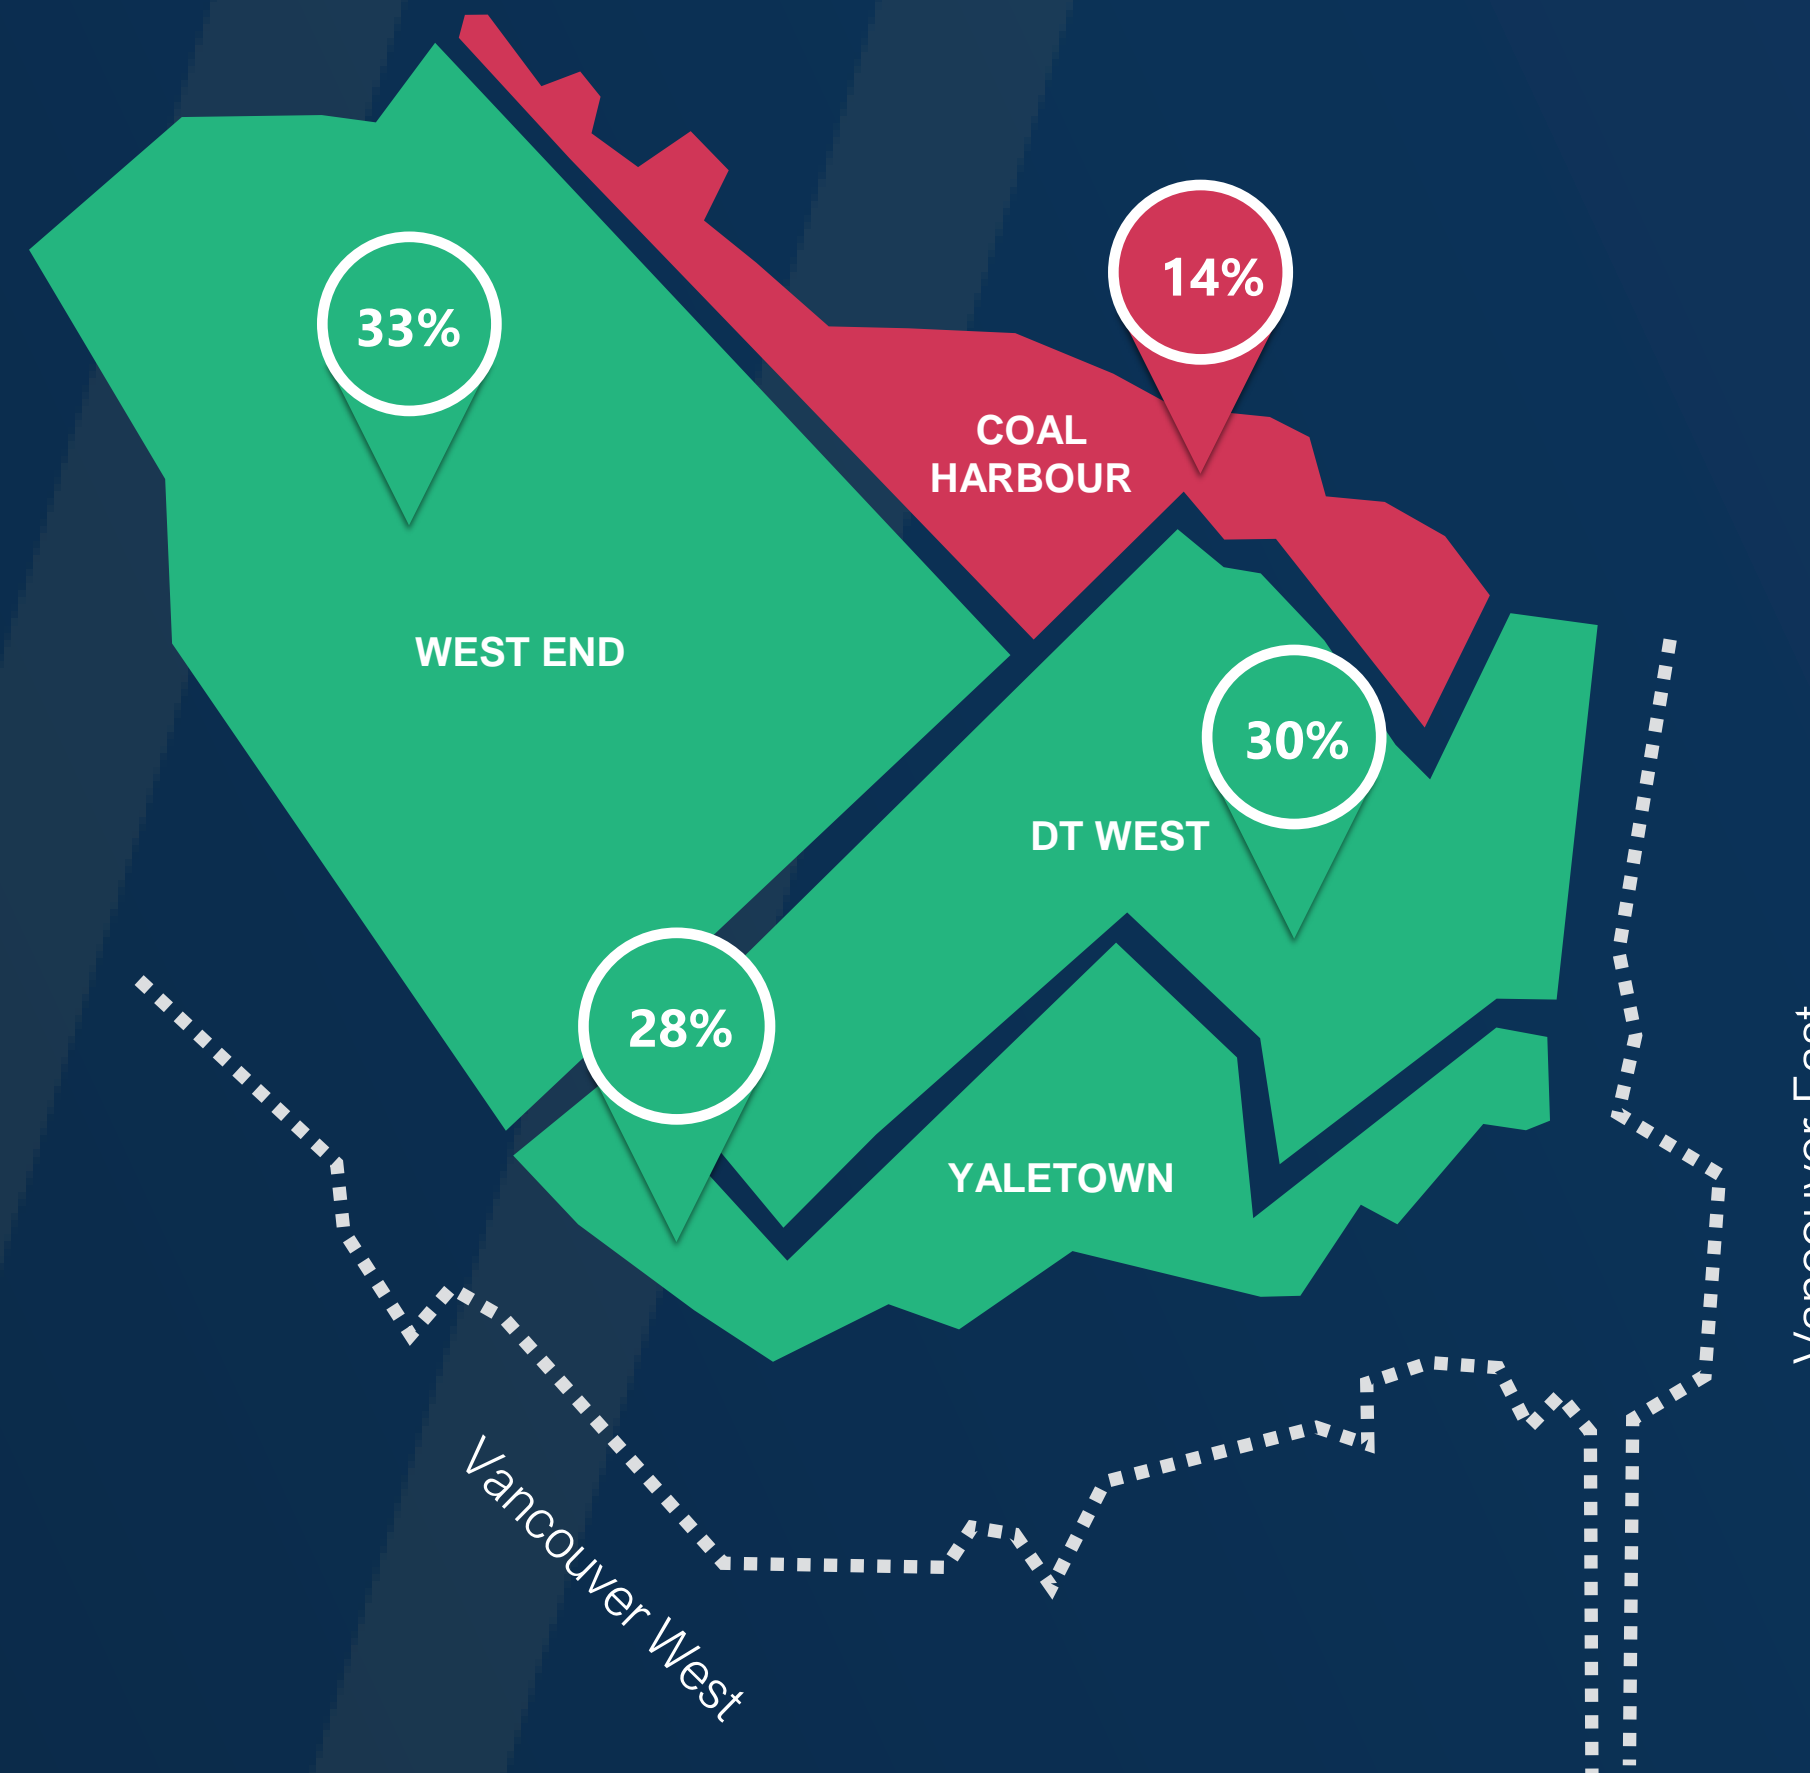 14%
33%
COAL
HARBOUR
WEST END
30%
DT WEST
28%
YALETOWN
Vancouver West